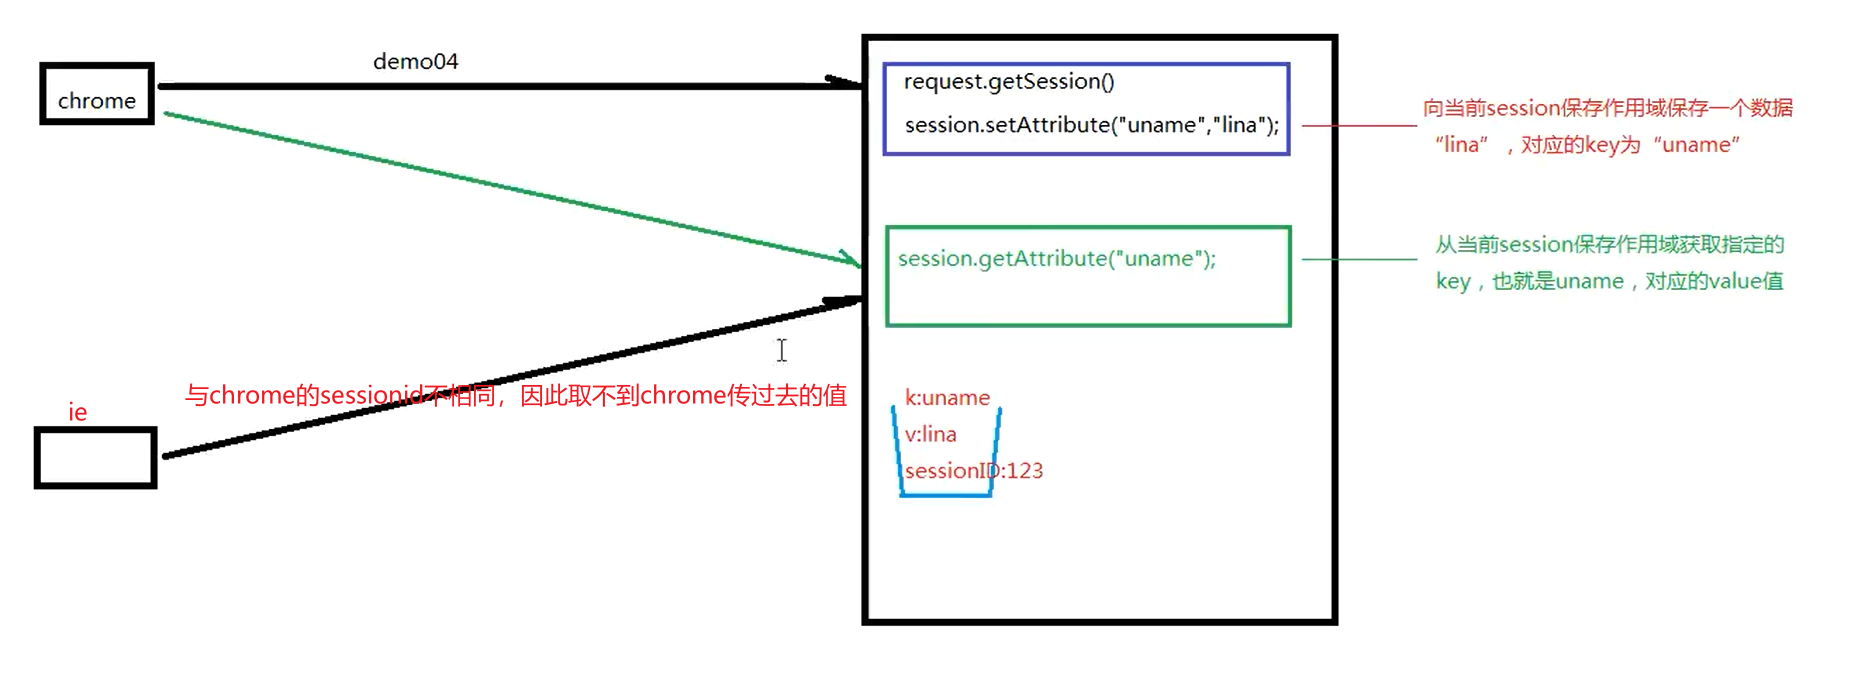 demo04
chrome
request.getSession()
session.setAttribute("uname","lina");
向当前session保存作用域保存一个数据
“lina”，对应的key为“uname”
session.getAttribute("uname");
从当前session保存作用域获取指定的
key，也就是uname，对应的value值
与chrome的sessionid不相同，因此取不到chrome传过去的值
ie
k:uname
v:lina
sessionID:123